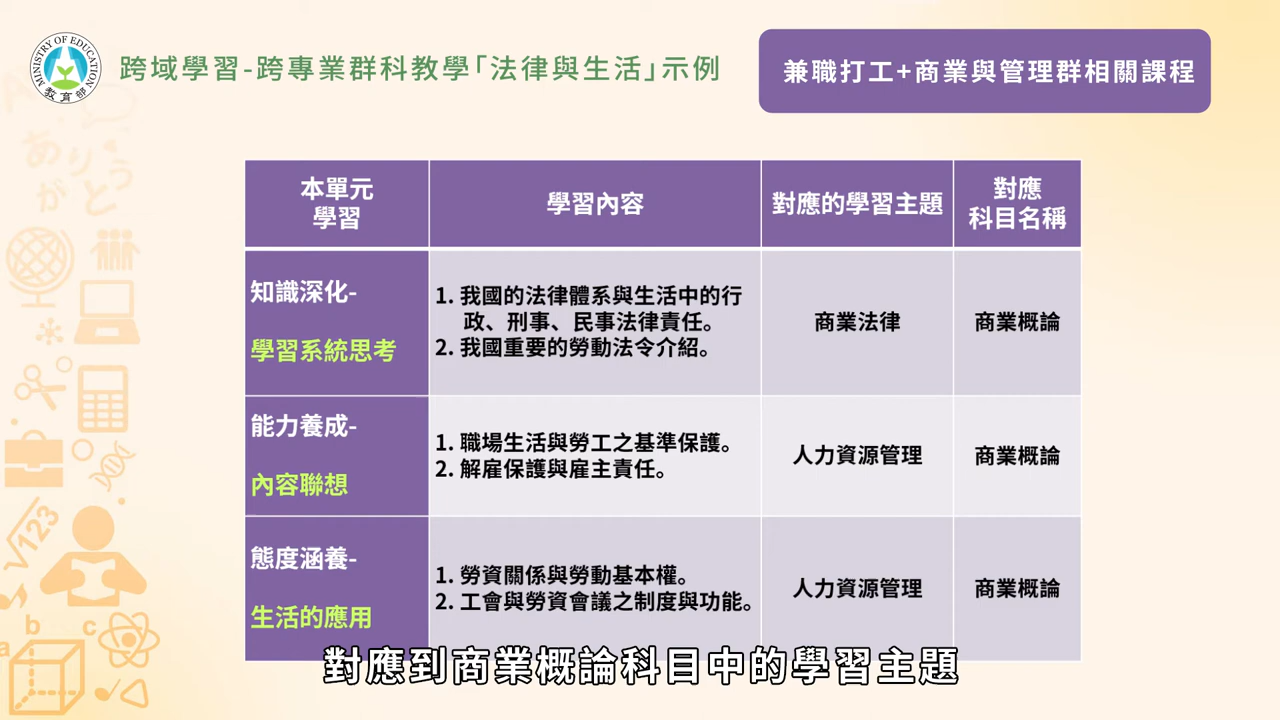 MINISTRY OF EDUCATION
教育部
跨域學習-跨專業群科教學「法律與生活」示例
兼職打工+商業與管理群相關課程
本單元
學習
學習內容
對應的學習主題
對應
科目名稱
知識深化-
學習系統思考
1. 我國的法律體系與生活中的行
政、刑事、民事法律責任。
2. 我國重要的勞動法令介紹。
商業法律
商業概論
能力養成-
內容聯想
1. 職場生活與勞工之基準保護。
2. 解雇保護與雇主責任。
人力資源管理
商業概論
態度涵養-
生活的應用
1. 勞資關係與勞動基本權。
2. 工會與勞資會議之制度與功能。
人力資源管理
商業概論
對應到商業概論科目中的學習主題
ありとう
が
√123
a
b
c